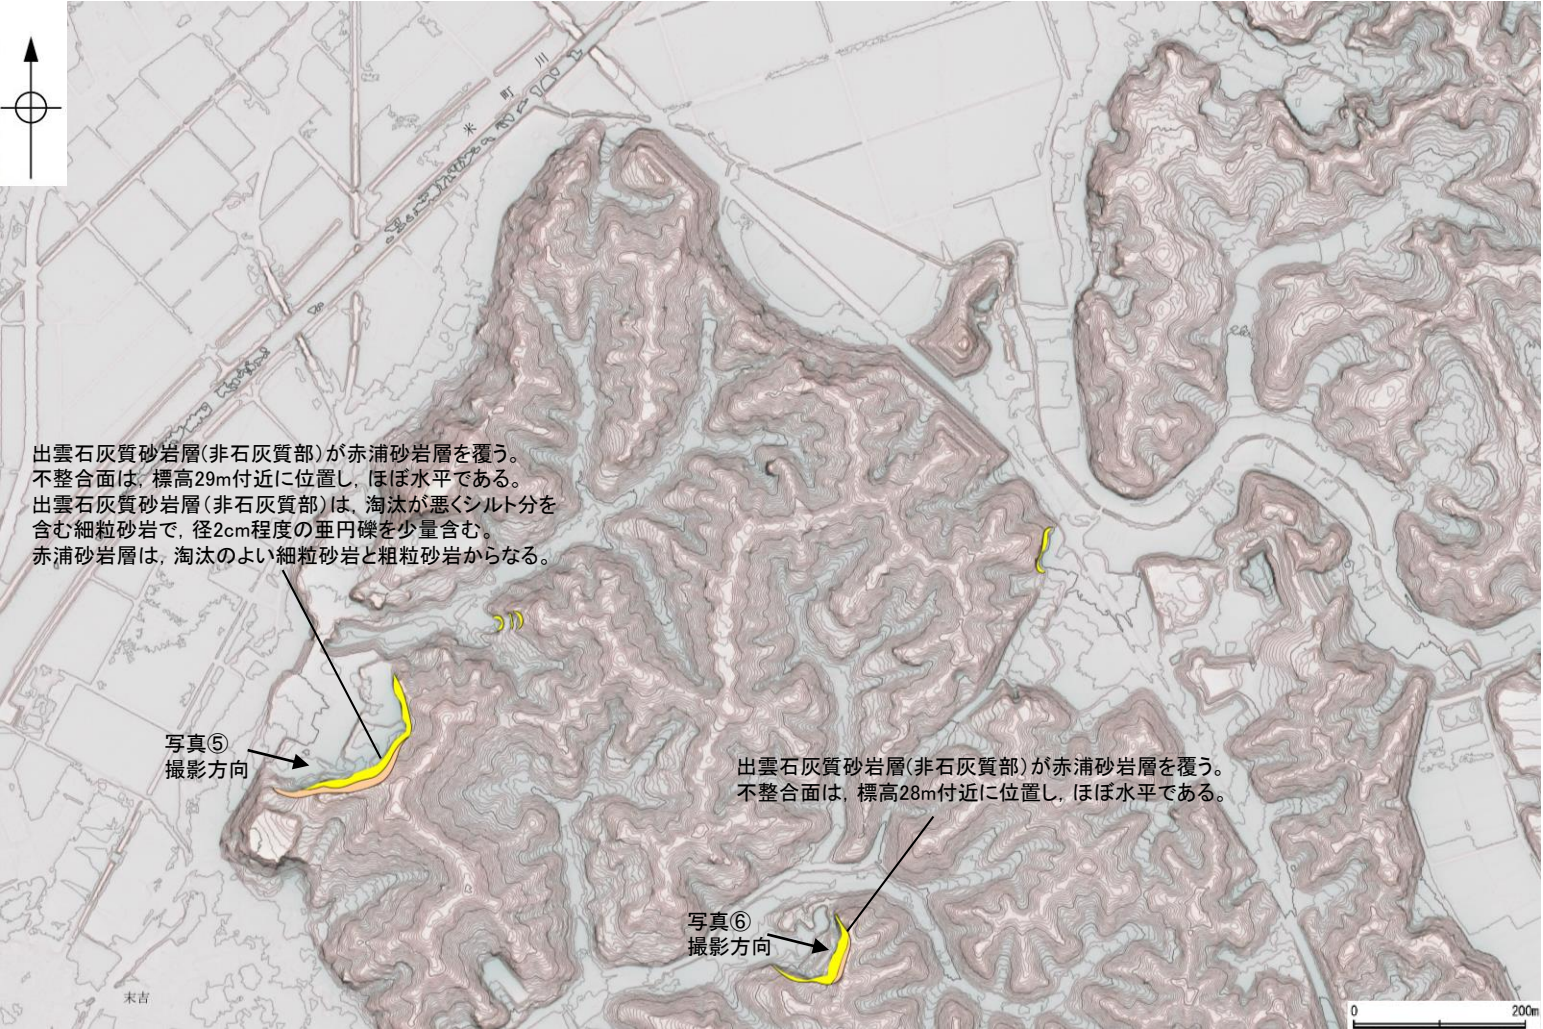 米町川
出雲石灰質砂岩層(非石灰質部)が赤浦砂岩層を覆う。
不整合面は，標高29m付近に位置し，ほぼ水平である。
出雲石灰質砂岩層(非石灰質部)は，淘汰が悪くシルト分を
含む細粒砂岩で，径2cm程度の亜円礫を少量含む。
赤浦砂岩層は，淘汰のよい細粒砂岩と粗粒砂岩からなる。
写真⑤
撮影方向
出雲石灰質砂岩層(非石灰質部)が赤浦砂岩層を覆う。
不整合面は，標高28m付近に位置し，ほぼ水平である。
写真⑥
撮影方向
末吉
0 200m